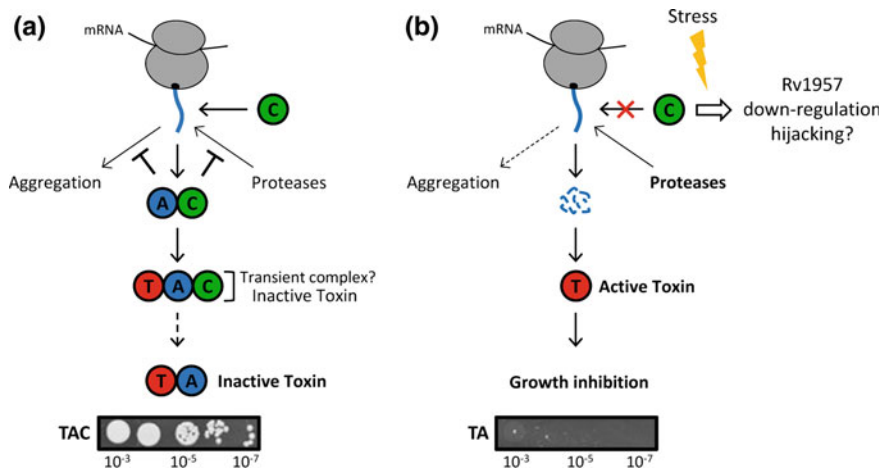 (a)
mRNA
C
Aggregation
Proteases
A C
T A C
Transient complex?
Inactive Toxin
T A
Inactive Toxin
TAC
10-3 10-5 10-7
(b)
Stress
mRNA
C
Rv1957
down-regulation
hijacking?
Aggregation
Proteases
T
Active Toxin
Growth inhibition
TA
10-3 10-5 10-7